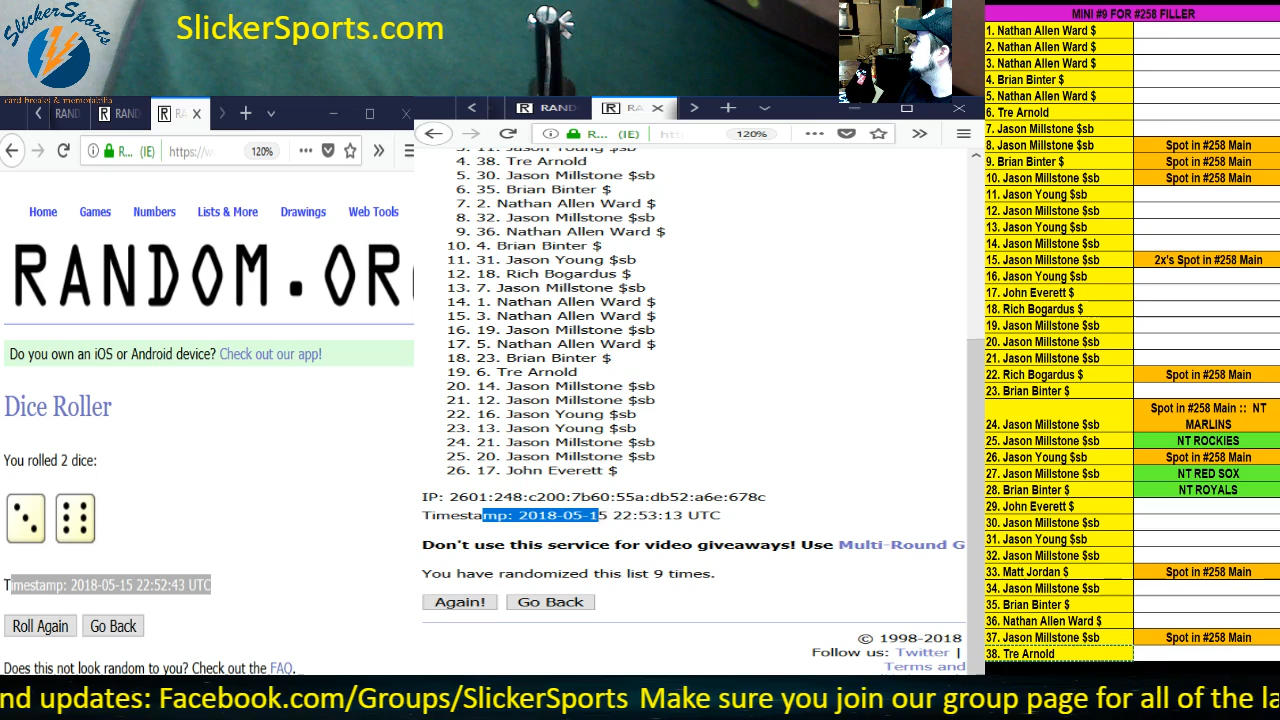 SlickerSports
card breaks & memorabilia
SlickerSports.com
RAND
RAND
RA
R... (IE)
https://w
120%
Home
Games
Numbers
Lists & More
Drawings
Web Tools
RANDOM.OR
Do you own an iOS or Android device? Check out our app!
Dice Roller
You rolled 2 dice:
Timestamp: 2018-05-15 22:52:43 UTC
Roll Again
Go Back
Does this not look random to you? Check out the FAQ.
RAND
RA
R... (IE)
120%
3. 11. Jason Young $sb
4. 38. Tre Arnold
5. 30. Jason Millstone $sb
6. 35. Brian Binter $
7. 2. Nathan Allen Ward $
8. 32. Jason Millstone $sb
9. 36. Nathan Allen Ward $
10. 4. Brian Binter $
11. 31. Jason Young $sb
12. 18. Rich Bogardus $
13. 7. Jason Millstone $sb
14. 1. Nathan Allen Ward $
15. 3. Nathan Allen Ward $
16. 19. Jason Millstone $sb
17. 5. Nathan Allen Ward $
18. 23. Brian Binter $
19. 6. Tre Arnold
20. 14. Jason Millstone $sb
21. 12. Jason Millstone $sb
22. 16. Jason Young $sb
23. 13. Jason Young $sb
24. 21. Jason Millstone $sb
25. 20. Jason Millstone $sb
26. 17. John Everett $
IP: 2601:248:c200:7b60:55a:db52:a6e:678c
Timestamp: 2018-05-15 22:53:13 UTC
Don't use this service for video giveaways! Use Multi-Round G
You have randomized this list 9 times.
Again!
Go Back
© 1998-2018
Follow us: Twitter |
Terms and
MINI #9 FOR #258 FILLER
1. Nathan Allen Ward $
2. Nathan Allen Ward $
3. Nathan Allen Ward $
4. Brian Binter $
5. Nathan Allen Ward $
6. Tre Arnold
7. Jason Millstone $sb
8. Jason Millstone $sb Spot in #258 Main
9. Brian Binter $ Spot in #258 Main
10. Jason Millstone $sb Spot in #258 Main
11. Jason Young $sb
12. Jason Millstone $sb
13. Jason Young $sb
14. Jason Millstone $sb
15. Jason Millstone $sb 2x's Spot in #258 Main
16. Jason Young $sb
17. John Everett $
18. Rich Bogardus $
19. Jason Millstone $sb
20. Jason Millstone $sb
21. Jason Millstone $sb
22. Rich Bogardus $ Spot in #258 Main
23. Brian Binter $
Spot in #258 Main :: NT
24. Jason Millstone $sb MARLINS
25. Jason Millstone $sb NT ROCKIES
26. Jason Young $sb Spot in #258 Main
27. Jason Millstone $sb NT RED SOX
28. Brian Binter $ NT ROYALS
29. John Everett $
30. Jason Millstone $sb
31. Jason Young $sb
32. Jason Millstone $sb
33. Matt Jordan $ Spot in #258 Main
34. Jason Millstone $sb
35. Brian Binter $
36. Nathan Allen Ward $
37. Jason Millstone $sb Spot in #258 Main
38. Tre Arnold
nd updates: Facebook.com/Groups/SlickerSports Make sure you join our group page for all of the la